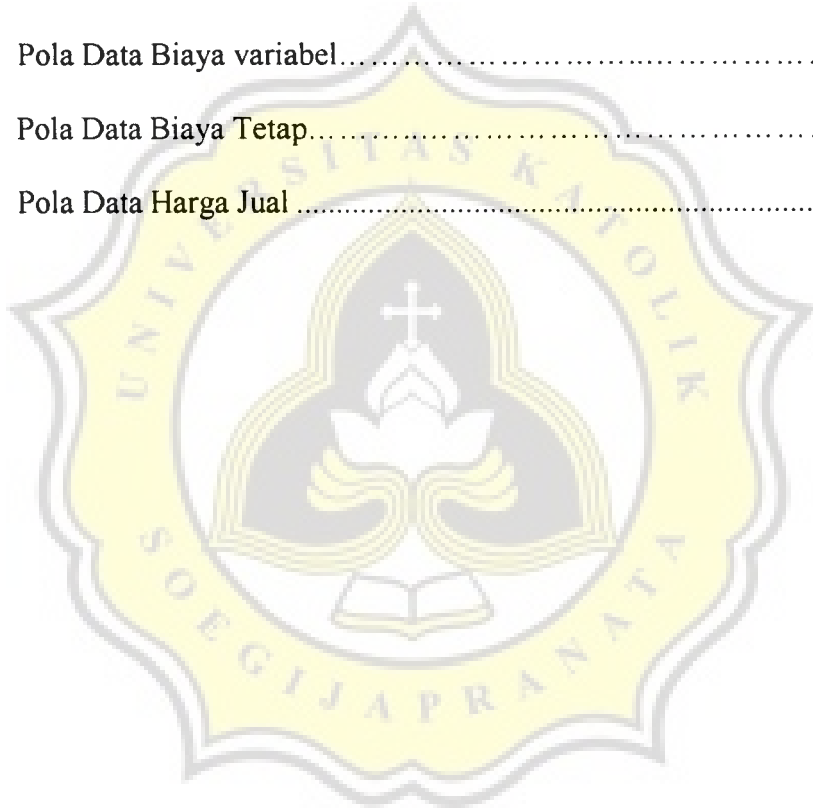 Pola Data Biaya variabel………………………..……………….
Pola Data Biaya Tetap……..…..………………………………….
Pola Data Harga Jual ........................................................................
UNIVERSITAS KATOLIK
SOEGIJAPRANATA